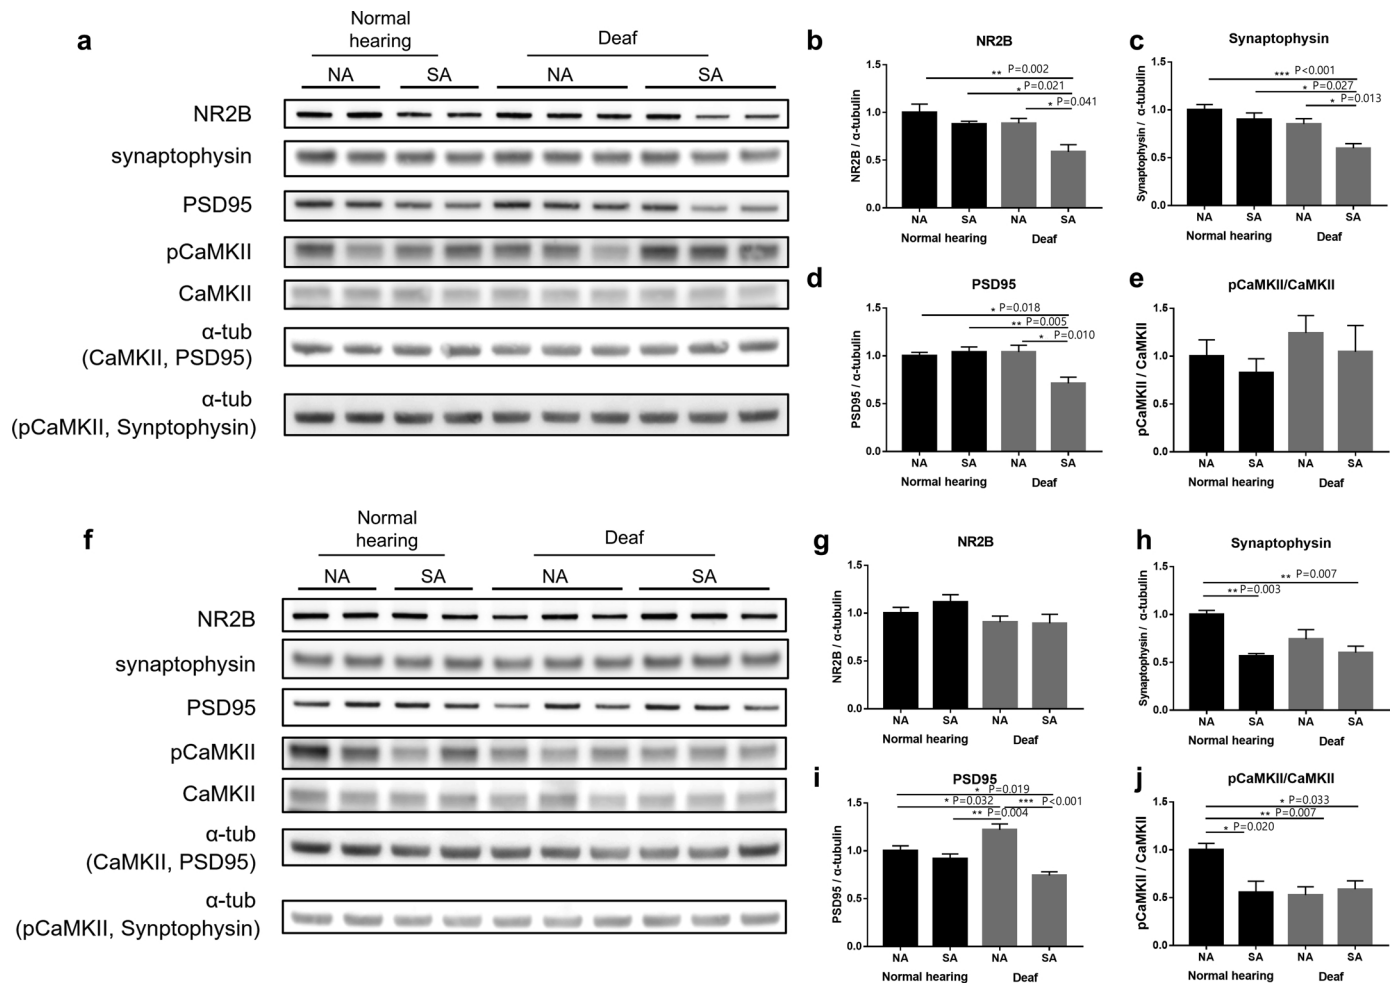 a
Normal
hearing
Deaf
NA
SA
NA
SA
NR2B
synaptophysin
PSD95
pCaMKII
CaMKII
α-tub
(CaMKII, PSD95)
α-tub
(pCaMKII, Synptophysin)
b
NR2B
NR2B / α-tubulin
1.5
1.0
0.5
0.0
** P=0.002
* P=0.021
* P=0.041
NA
SA
NA
SA
Normal hearing
Deaf
c
Synaptophysin
Synaptophysin / α-tubulin
1.5
1.0
0.5
0.0
*** P<0.001
* P=0.027
* P=0.013
NA
SA
NA
SA
Normal hearing
Deaf
d
PSD95
PSD95 / α-tubulin
1.5
1.0
0.5
0.0
* P=0.018
** P=0.005
* P=0.010
NA
SA
NA
SA
Normal hearing
Deaf
e
pCaMKII/CaMKII
pCaMKII / CaMKII
1.5
1.0
0.5
0.0
NA
SA
NA
SA
Normal hearing
Deaf
f
Normal
hearing
Deaf
NA
SA
NA
SA
NR2B
synaptophysin
PSD95
pCaMKII
CaMKII
α-tub
(CaMKII, PSD95)
α-tub
(pCaMKII, Synptophysin)
g
NR2B
NR2B / α-tubulin
1.5
1.0
0.5
0.0
NA
SA
NA
SA
Normal hearing
Deaf
h
Synaptophysin
Synaptophysin / α-tubulin
1.5
1.0
0.5
0.0
** P=0.007
** P=0.003
NA
SA
NA
SA
Normal hearing
Deaf
i
PSD95
PSD95 / α-tubulin
1.5
1.0
0.5
0.0
* P=0.019
* P=0.032
*** P<0.001
** P=0.004
NA
SA
NA
SA
Normal hearing
Deaf
j
pCaMKII/CaMKII
pCaMKII / CaMKII
1.5
1.0
0.5
0.0
* P=0.033
** P=0.007
* P=0.020
NA
SA
NA
SA
Normal hearing
Deaf